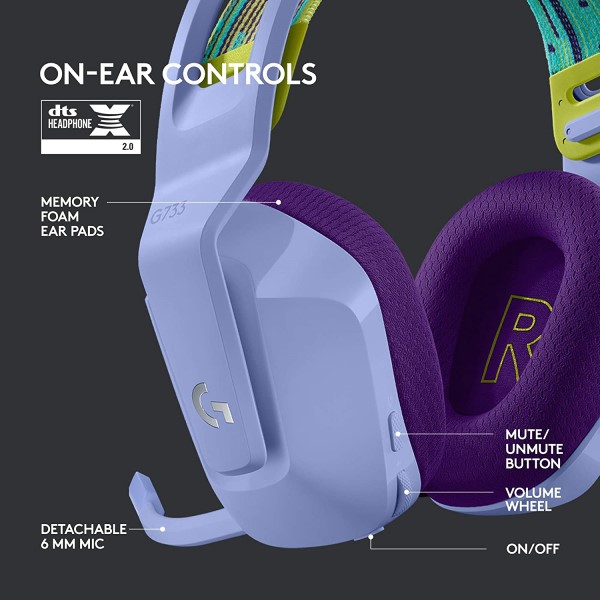 ON-EAR CONTROLS
dts
HEADPHONE X
2.0
MEMORY
FOAM
EAR PADS
G733
G
R
MUTE/
UNMUTE
BUTTON
VOLUME
WHEEL
DETACHABLE
6 MM MIC
ON/OFF